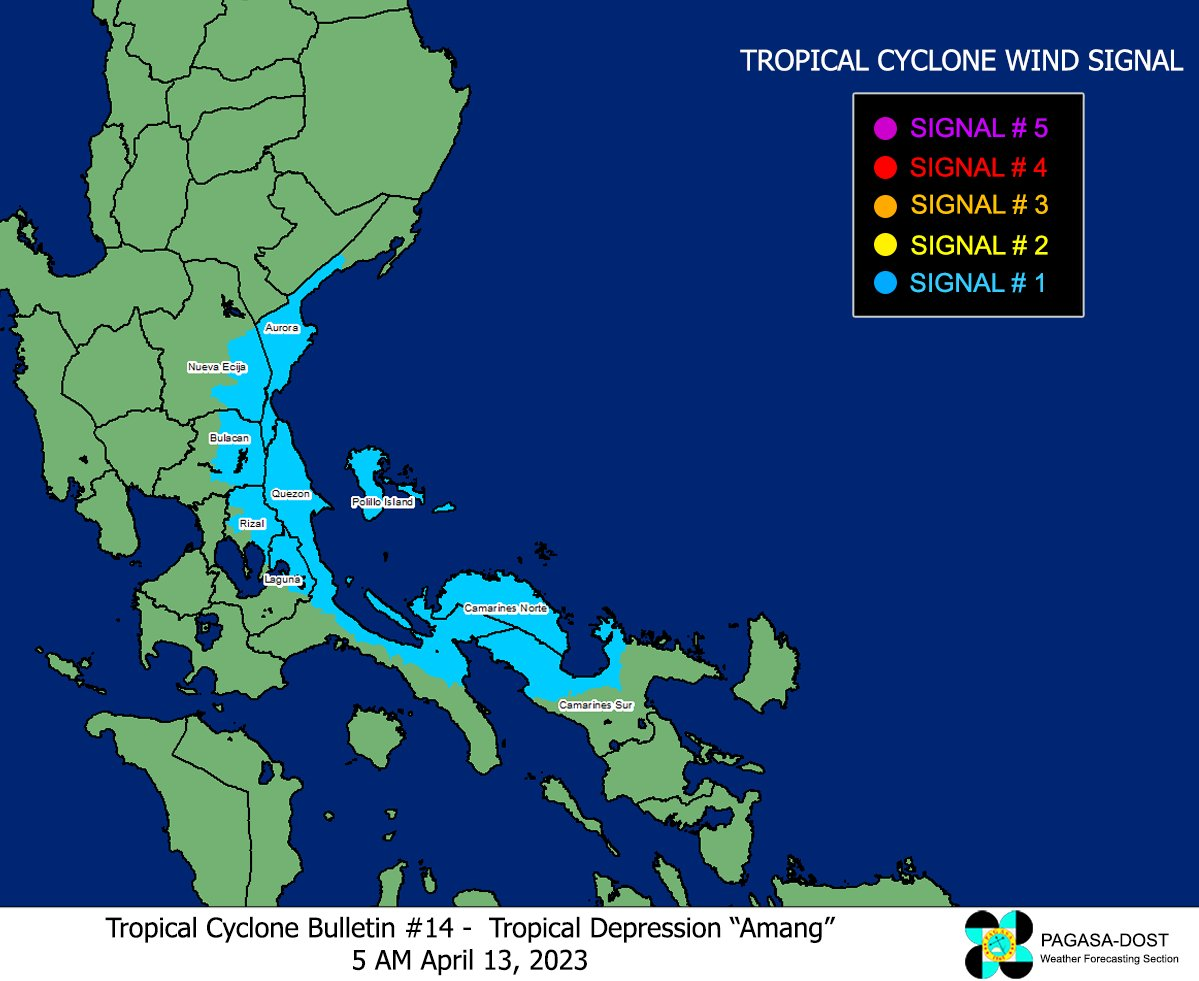 TROPICAL CYCLONE WIND SIGNAL
SIGNAL # 5
SIGNAL # 4
SIGNAL # 3
SIGNAL # 2
SIGNAL # 1
Aurora
Nueva Ecija
Bulacan
Quezon
Polillo Island
Rizal
Laguna
Camarines Norte
Camarines Sur
Tropical Cyclone Bulletin #14 - Tropical Depression “Amang”
5 AM April 13, 2023
PAGASA-DOST
Weather Forecasting Section